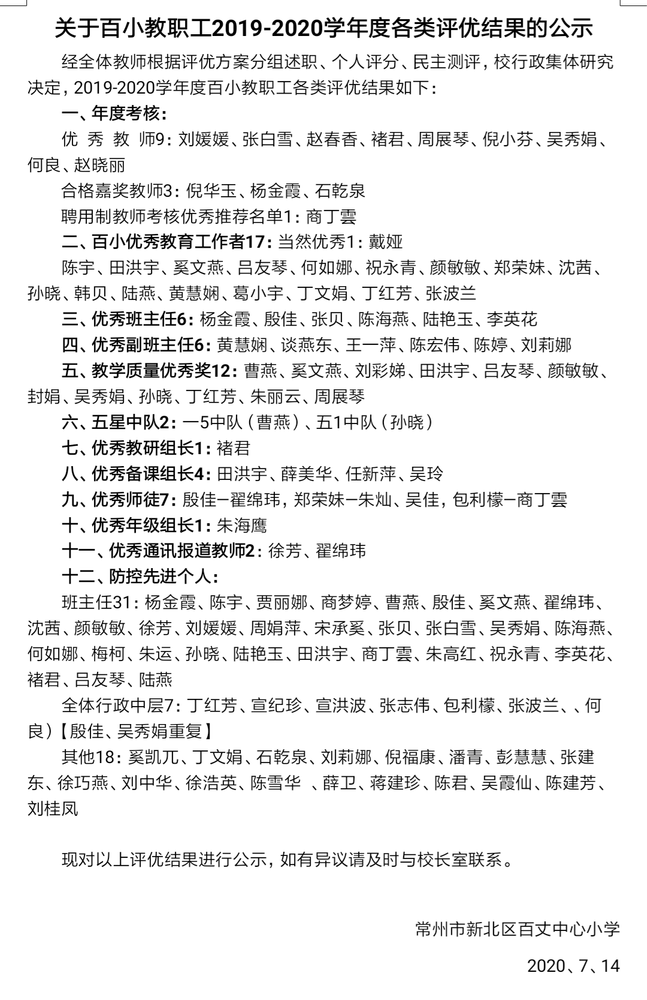 关于百小教职工2019-2020学年度各类评优结果的公示
经全体教师根据评优方案分组述职、个人评分、民主测评，校行政集体研究
决定，2019-2020学年度百小教职工各类评优结果如下：
一、年度考核：
优 秀 教 师9：刘媛媛、张白雪、赵春香、褚君、周展琴、倪小芬、吴秀娟、
何良、赵晓丽
合格嘉奖教师3：倪华玉、杨金霞、石乾泉
聘用制教师考核优秀推荐名单1：商丁雲
二、百小优秀教育工作者17：当然优秀1：戴娅
陈宇、田洪宇、奚文燕、吕友琴、何如娜、祝永青、颜敏敏、郑荣妹、沈茜、
孙晓、韩贝、陆燕、黄慧娴、葛小宇、丁文娟、丁红芳、张波兰
三、优秀班主任6：杨金霞、殷佳、张贝、陈海燕、陆艳玉、李英花
四、优秀副班主任6：黄慧娴、谈燕东、王一萍、陈宏伟、陈婷、刘莉娜
五、教学质量优秀奖12：曹燕、奚文燕、刘彩娣、田洪宇、吕友琴、颜敏敏、
封娟、吴秀娟、孙晓、丁红芳、朱丽云、周展琴
六、五星中队2：一5中队（曹燕）、五1中队（孙晓）
七、优秀教研组长1：褚君
八、优秀备课组长4：田洪宇、薛美华、任新萍、吴玲
九、优秀师徒7：殷佳—翟绵玮，郑荣妹—朱灿、吴佳，包利檬—商丁雲
十、优秀年级组长1：朱海鹰
十一、优秀通讯报道教师2：徐芳、翟绵玮
十二、防控先进个人：
班主任31：杨金霞、陈宇、贾丽娜、商梦婷、曹燕、殷佳、奚文燕、翟绵玮、
沈茜、颜敏敏、徐芳、刘媛媛、周娟萍、宋承奚、张贝、张白雪、吴秀娟、陈海燕、
何如娜、梅柯、朱运、孙晓、陆艳玉、田洪宇、商丁雲、朱高红、祝永青、李英花、
褚君、吕友琴、陆燕
全体行政中层7：丁红芳、宣纪珍、宣洪波、张志伟、包利檬、张波兰、、何
良）【殷佳、吴秀娟重复】
其他18：奚凯兀、丁文娟、石乾泉、刘莉娜、倪福康、潘青、彭慧慧、张建
东、徐巧燕、刘中华、徐浩英、陈雪华 、薛卫、蒋建珍、陈君、吴霞仙、陈建芳、
刘桂凤
现对以上评优结果进行公示，如有异议请及时与校长室联系。
常州市新北区百丈中心小学
2020、7、14